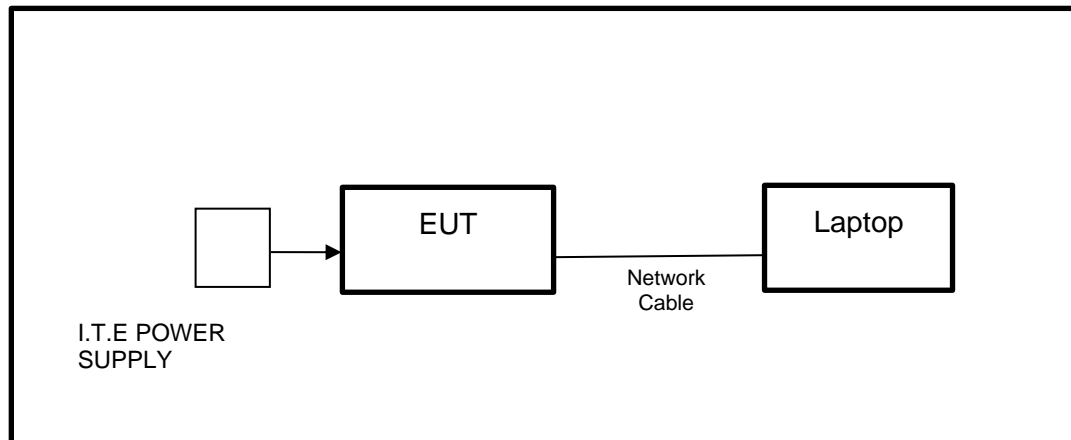 EUT
Laptop
Network
Cable
I.T.E POWER
SUPPLY